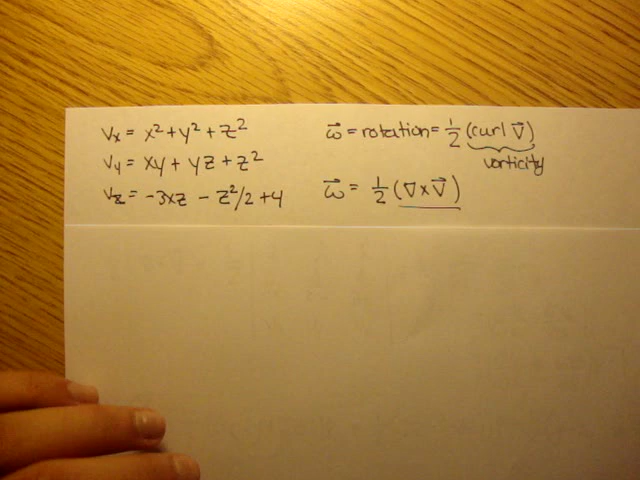 Vx = x² + y² + z²
Vy = xy + yz + z²
Vz = -3xz - z²/2 + 4
ω⃗ = rotation = 1/2 (curl V⃗)
vorticity
ω⃗ = 1/2 (∇ × V⃗)